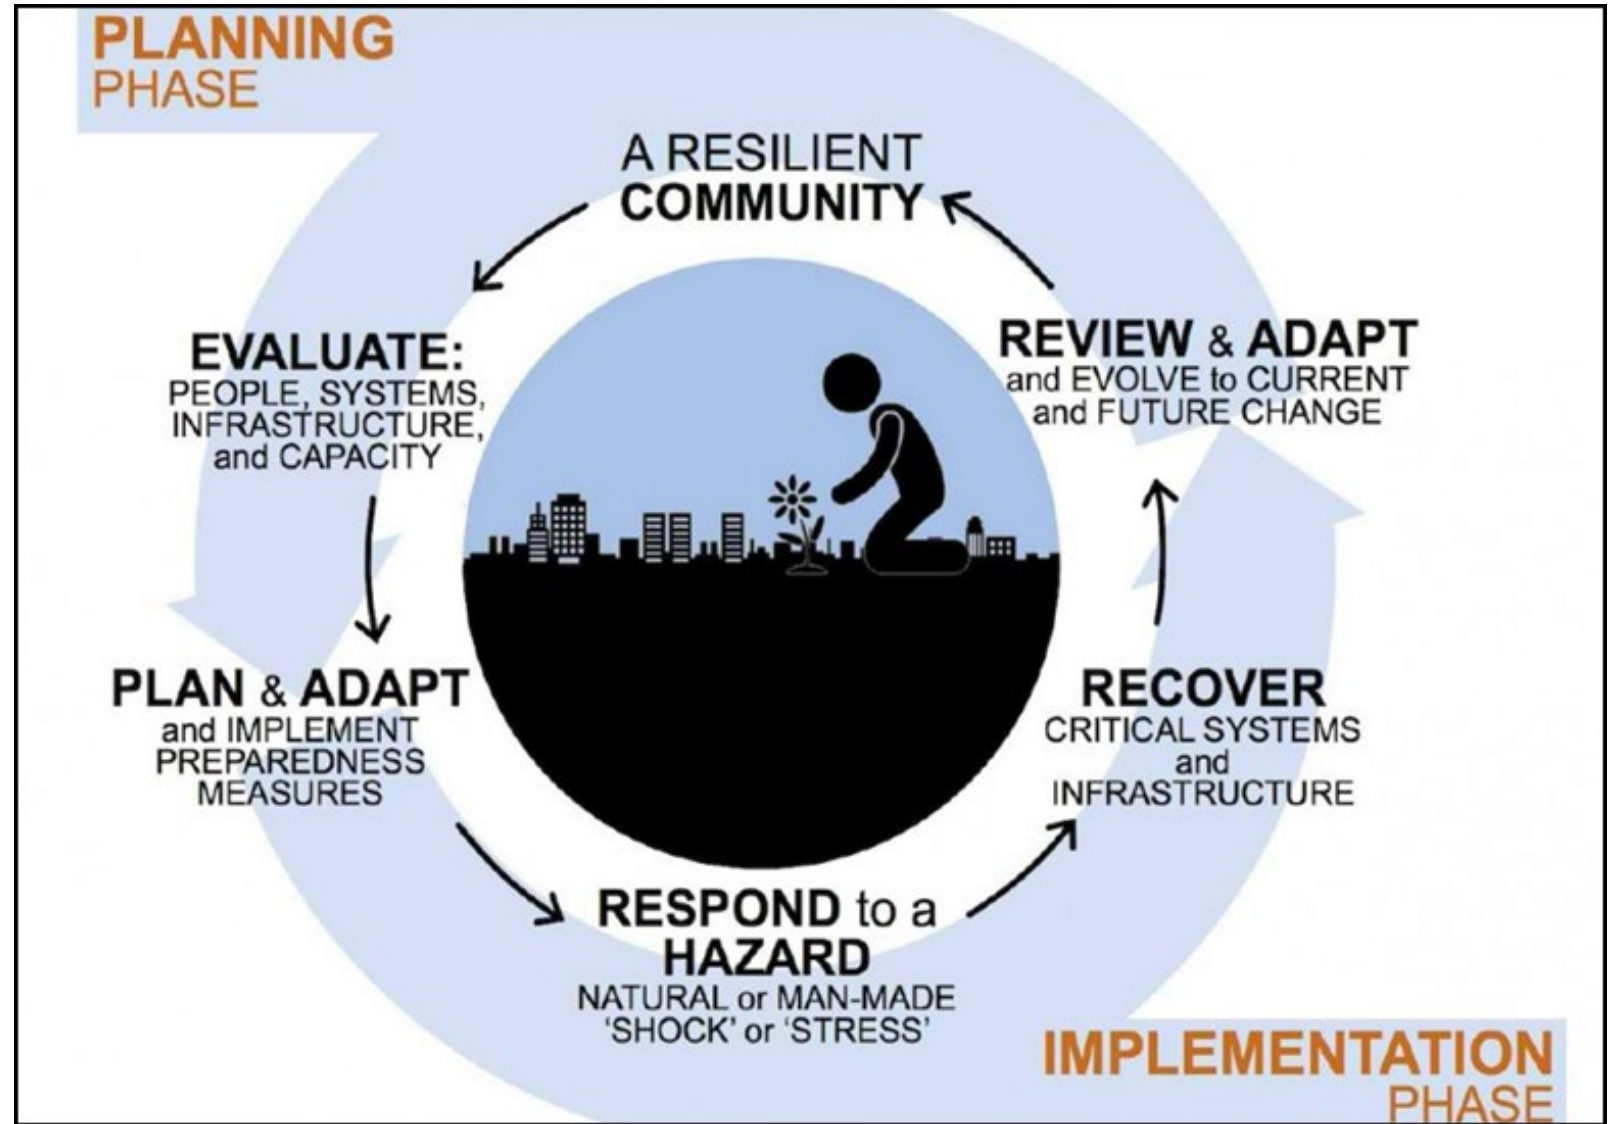 PLANNING
PHASE
A RESILIENT
COMMUNITY
EVALUATE:
PEOPLE, SYSTEMS,
INFRASTRUCTURE,
and CAPACITY
PLAN & ADAPT
and IMPLEMENT
PREPAREDNESS
MEASURES
RESPOND to a
HAZARD
NATURAL or MAN-MADE
‘SHOCK’ or ‘STRESS’
RECOVER
CRITICAL SYSTEMS
and
INFRASTRUCTURE
REVIEW & ADAPT
and EVOLVE to CURRENT
and FUTURE CHANGE
IMPLEMENTATION
PHASE